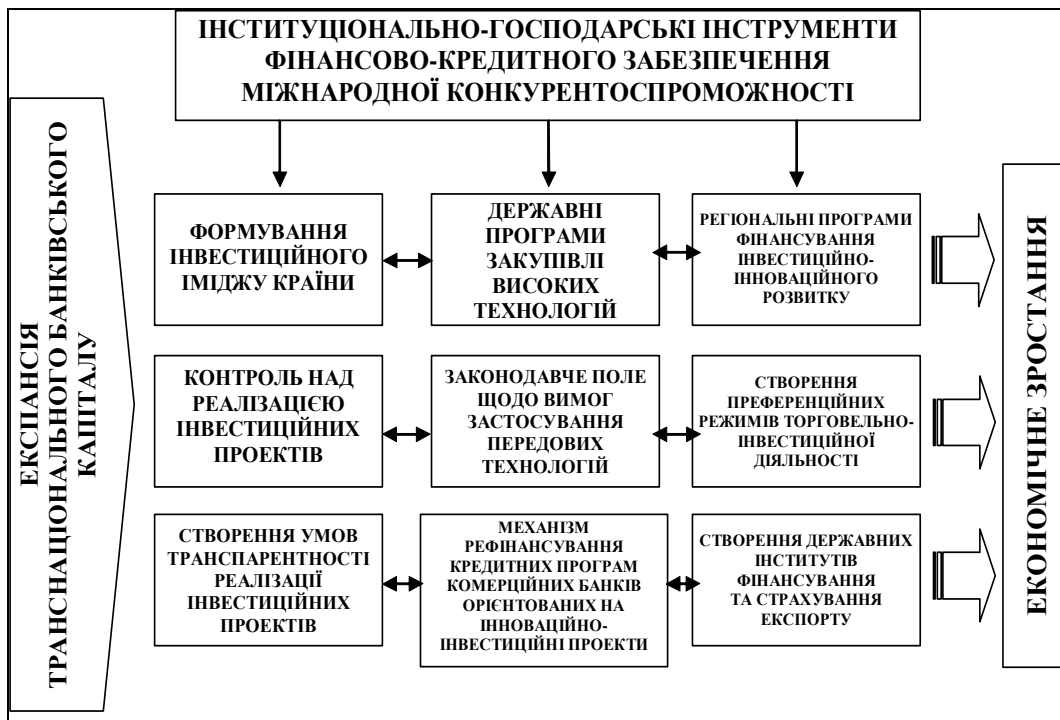 ІНСТИТУЦІОНАЛЬНО-ГОСПОДАРСЬКІ ІНСТРУМЕНТИ
ФІНАНСОВО-КРЕДИТНОГО ЗАБЕЗПЕЧЕННЯ
МІЖНАРОДНОЇ КОНКУРЕНТОСПРОМОЖНОСТІ
ЕКСПАНСІЯ
ТРАНСНАЦІОНАЛЬНОГО БАНКІВСЬКОГО
КАПІТАЛУ
ФОРМУВАННЯ
ІНВЕСТИЦІЙНОГО
ІМІДЖУ КРАЇНИ
ДЕРЖАВНІ
ПРОГРАМИ
ЗАКУПІВЛІ
ВИСОКИХ
ТЕХНОЛОГІЙ
РЕГІОНАЛЬНІ ПРОГРАМИ
ФІНАНСУВАННЯ
ІНВЕСТИЦІЙНО-
ІННОВАЦІЙНОГО
РОЗВИТКУ
КОНТРОЛЬ НАД
РЕАЛІЗАЦІЄЮ
ІНВЕСТИЦІЙНИХ
ПРОЕКТІВ
ЗАКОНОДАВЧЕ ПОЛЕ
ЩОДО ВИМОГ
ЗАСТОСУВАННЯ
ПЕРЕДОВИХ
ТЕХНОЛОГІЙ
СТВОРЕННЯ
ПРЕФЕРЕНЦІЙНИХ
РЕЖИМІВ ТОРГОВЕЛЬНО-
ІНВЕСТИЦІЙНОЇ
ДІЯЛЬНОСТІ
СТВОРЕННЯ УМОВ
ТРАНСПАРЕНТНОСТІ
РЕАЛІЗАЦІЇ
ІНВЕСТИЦІЙНИХ
ПРОЕКТІВ
МЕХАНІЗМ
РЕФІНАНСУВАННЯ
КРЕДИТНИХ ПРОГРАМ
КОМЕРЦІЙНИХ БАНКІВ
ОРІЄНТОВАНИХ НА
ІННОВАЦІЙНО-
ІНВЕСТИЦІЙНІ ПРОЕКТИ
СТВОРЕННЯ ДЕРЖАВНИХ
ІНСТИТУТІВ
ФІНАНСУВАННЯ
ТА СТРАХУВАННЯ
ЕКСПОРТУ
ЕКОНОМІЧНЕ ЗРОСТАННЯ